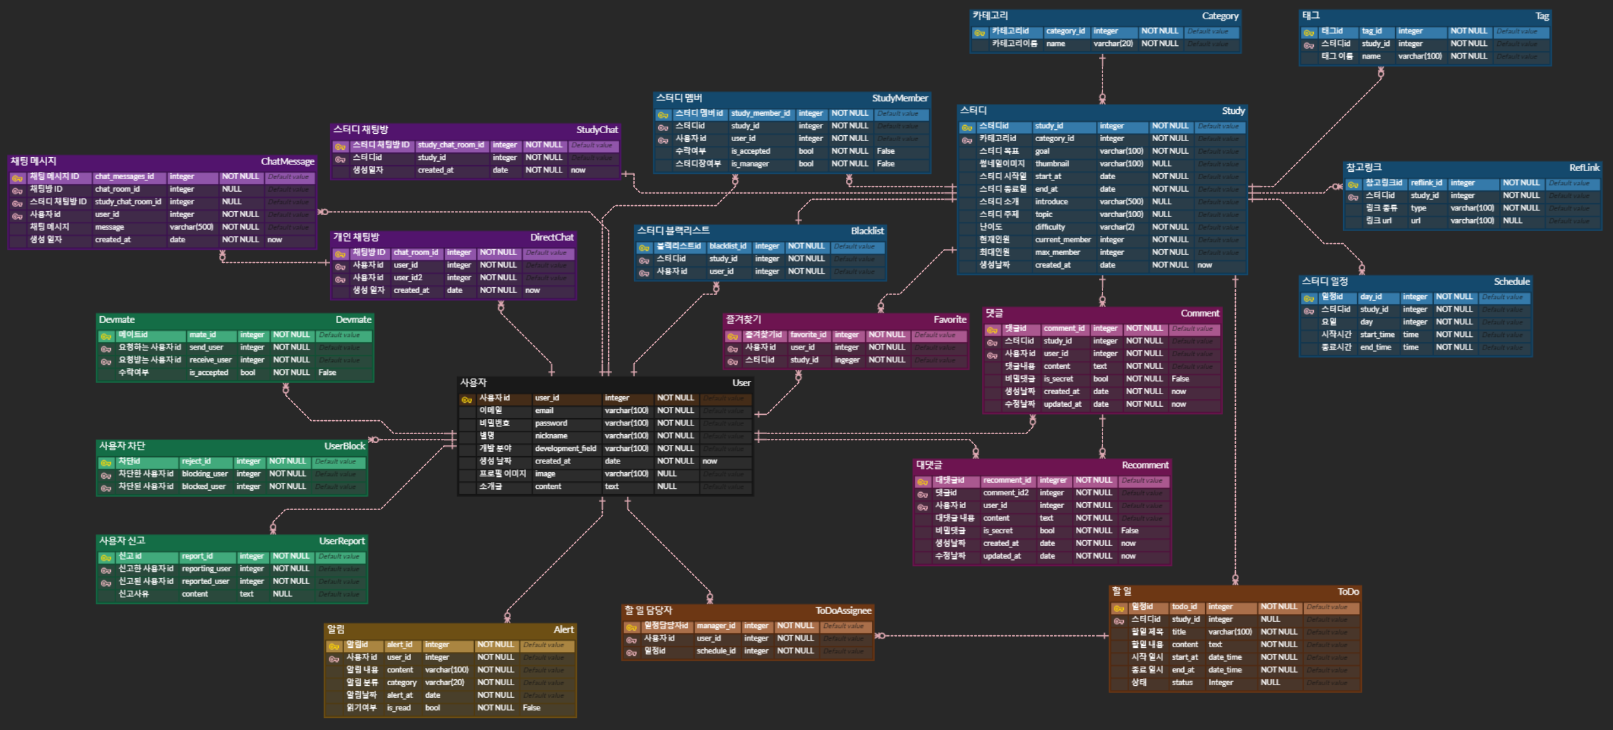 카테고리 Category
카테고리id category_id integer NOT NULL Default value
카테고리이름 name varchar(20) NOT NULL Default value
태그 Tag
태그id tag_id integer NOT NULL Default value
스터디id study_id integer NOT NULL Default value
태그 이름 name varchar(100) NOT NULL Default value
스터디 멤버 StudyMember
스터디 멤버id study_member_id integer NOT NULL Default value
스터디id study_id integer NOT NULL Default value
사용자id user_id integer NOT NULL Default value
수락여부 is_accepted bool NOT NULL False
스터디장여부 is_manager bool NOT NULL False
스터디 Study
스터디id study_id integer NOT NULL Default value
카테고리id category_id integer NOT NULL Default value
스터디 목표 goal varchar(100) NOT NULL Default value
썸네일이미지 thumbnail varchar(100) NULL Default value
스터디 시작일 start_at date NOT NULL Default value
스터디 종료일 end_at date NOT NULL Default value
스터디 소개 introduce varchar(500) NULL Default value
스터디 주제 topic varchar(100) NULL Default value
난이도 difficulty varchar(2) NOT NULL Default value
현재인원 current_member integer NOT NULL Default value
최대인원 max_member integer NOT NULL Default value
생성날짜 created_at date NOT NULL now
스터디 채팅방 StudyChat
스터디 채팅방 ID study_chat_room_id integer NOT NULL Default value
스터디id study_id integer NOT NULL Default value
생성일자 created_at date NOT NULL now
채팅 메시지 ChatMessage
채팅 메시지 ID chat_messages_id integer NOT NULL Default value
채팅방 ID chat_room_id integer NULL Default value
스터디 채팅방 ID study_chat_room_id integer NULL Default value
사용자 id user_id integer NOT NULL Default value
채팅 메시지 message varchar(500) NOT NULL Default value
생성 일자 created_at date NOT NULL now
참고링크 RefLink
참고링크id reflink_id integer NOT NULL Default value
스터디id study_id integer NOT NULL Default value
링크 종류 type varchar(100) NOT NULL Default value
링크 url url varchar(100) NULL Default value
개인 채팅방 DirectChat
채팅방 ID chat_room_id integer NOT NULL Default value
사용자 id user_id integer NOT NULL Default value
사용자 id user_id2 integer NOT NULL Default value
생성 일자 created_at date NOT NULL now
스터디 블랙리스트 Blacklist
블랙리스트id blacklist_id integer NOT NULL Default value
스터디id study_id integer NOT NULL Default value
사용자 id user_id integer NOT NULL Default value
스터디 일정 Schedule
일정id day_id integer NOT NULL Default value
스터디id study_id integer NOT NULL Default value
요일 day integer NOT NULL Default value
시작시간 start_time time NOT NULL Default value
종료시간 end_time time NOT NULL Default value
Devmate Devmate
메이트id mate_id integer NOT NULL Default value
요청하는 사용자 id send_user integer NOT NULL Default value
요청받는 사용자 id receive_user integer NOT NULL Default value
수락여부 is_accepted bool NOT NULL False
즐겨찾기 Favorite
즐겨찾기id favorite_id integer NOT NULL Default value
사용자 id user_id integer NOT NULL Default value
스터디id study_id ingeger NOT NULL Default value
댓글 Comment
댓글id comment_id integer NOT NULL Default value
스터디id study_id integer NOT NULL Default value
사용자 id user_id integer NOT NULL Default value
댓글내용 content text NOT NULL Default value
비밀댓글 is_secret bool NOT NULL False
생성날짜 created_at date NOT NULL now
수정날짜 updated_at date NOT NULL now
사용자 User
사용자 id user_id integer NOT NULL Default value
이메일 email varchar(100) NOT NULL Default value
비밀번호 password varchar(100) NOT NULL Default value
별명 nickname varchar(100) NOT NULL Default value
개발 분야 development_field varchar(100) NOT NULL Default value
생성 날짜 created_at date NOT NULL now
프로필 이미지 image varchar(100) NULL Default value
소개글 content text NULL Default value
사용자 차단 UserBlock
차단id reject_id integer NOT NULL Default value
차단한 사용자 id blocking_user integer NOT NULL Default value
차단된 사용자 id blocked_user integer NOT NULL Default value
대댓글 Recomment
대댓글id recomment_id integrer NOT NULL Default value
댓글id comment_id2 integer NOT NULL Default value
사용자 id user_id integer NOT NULL Default value
대댓글 내용 content text NOT NULL Default value
비밀댓글 is_secret bool NOT NULL False
생성날짜 created_at date NOT NULL now
수정날짜 updated_at date NOT NULL now
사용자 신고 UserReport
신고 id report_id integer NOT NULL Default value
신고한 사용자 id reporting_user integer NOT NULL Default value
신고된 사용자 id reported_user integer NOT NULL Default value
신고사유 content text NULL Default value
할 일 ToDo
일정id todo_id integer NOT NULL Default value
스터디id study_id integer NULL Default value
할일 제목 title varchar(100) NOT NULL Default value
할일 내용 content text NOT NULL Default value
시작 일시 start_at date_time NOT NULL Default value
종료 일시 end_at date_time NOT NULL Default value
상태 status Integer NULL Default value
할 일 담당자 ToDoAssignee
일정담당자id manager_id integer NOT NULL Default value
사용자 id user_id integer NOT NULL Default value
일정id schedule_id integer NOT NULL Default value
알림 Alert
알림id alert_id integer NOT NULL Default value
사용자 id user_id integer NOT NULL Default value
알림 내용 content varchar(100) NOT NULL Default value
알림 분류 category varchar(20) NOT NULL Default value
알림날짜 alert_at date NOT NULL Default value
읽기여부 is_read bool NOT NULL False